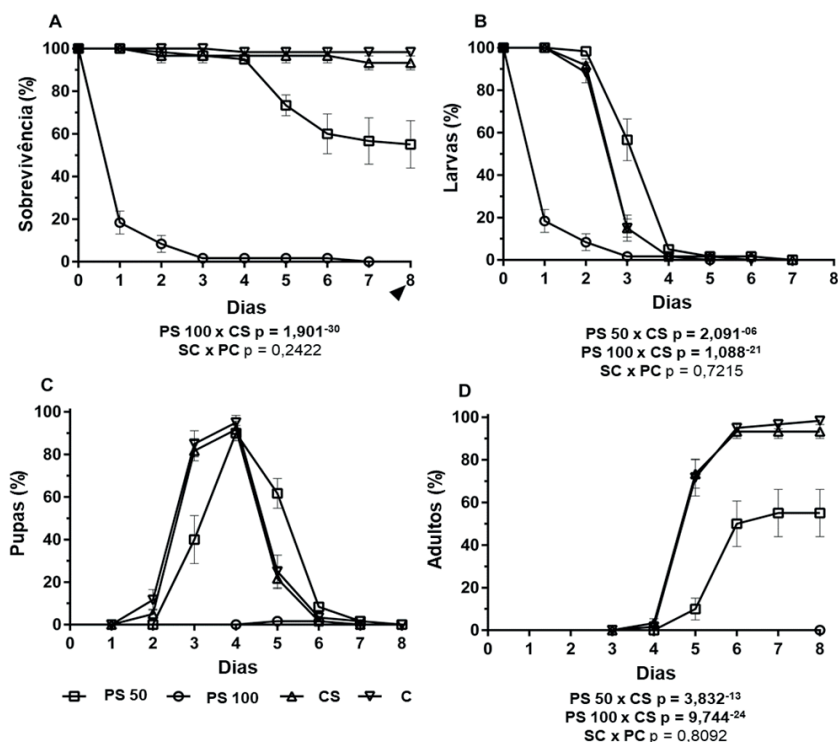 A
Sobrevivência (%)
100
80
60
40
20
0
0 1 2 3 4 5 6 7 8
Dias
PS 100 x CS p = 1,901-30
SC x PC p = 0,2422
B
Larvas (%)
100
80
60
40
20
0
0 1 2 3 4 5 6 7 8
Dias
PS 50 x CS p = 2,091-06
PS 100 x CS p = 1,088-21
SC x PC p = 0,7215
C
Pupas (%)
100
80
60
40
20
0
0 1 2 3 4 5 6 7 8
Dias
PS 50 PS 100 CS C
D
Adultos (%)
100
80
60
40
20
0
0 1 2 3 4 5 6 7 8
Dias
PS 50 x CS p = 3,832-13
PS 100 x CS p = 9,744-24
SC x PC p = 0,8092